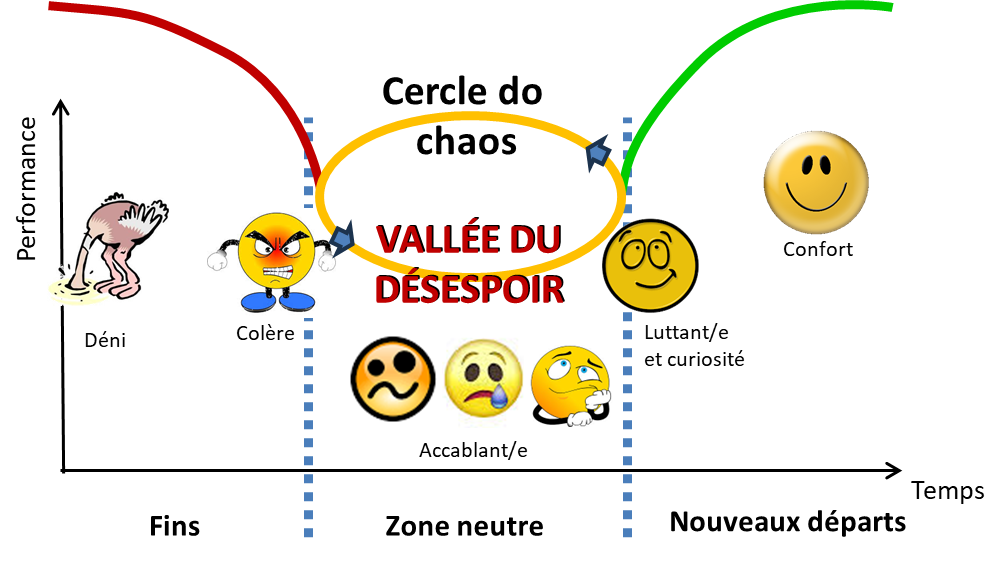 Cercle do
chaos
Performance
VALLÉE DU
DÉSESPOIR
Confort
Déni
Colère
Luttant/e
et curiosité
Accablant/e
Temps
Fins
Zone neutre
Nouveaux départs